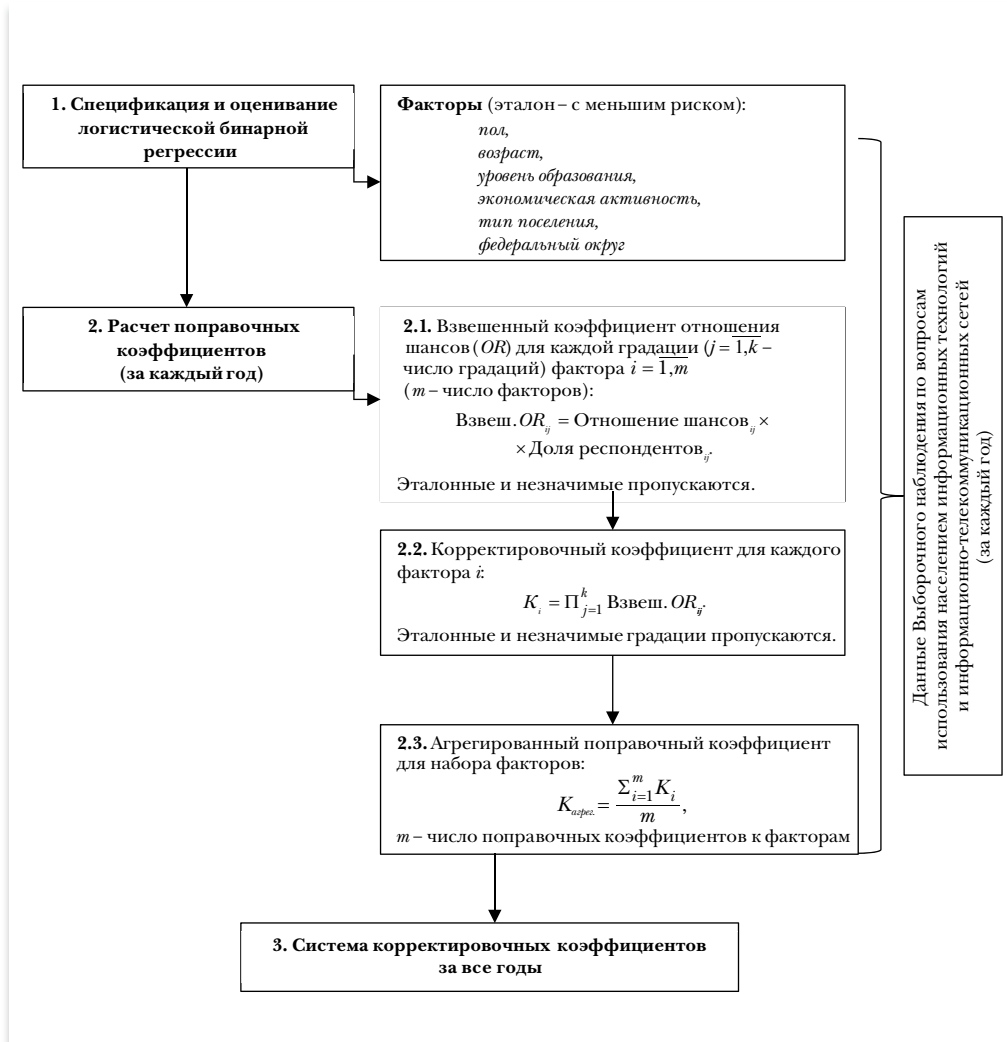 1. Спецификация и оценивание
логистической бинарной
регрессии
Факторы (эталон – с меньшим риском):
пол,
возраст,
уровень образования,
экономическая активность,
тип поселения,
федеральный округ
2. Расчет поправочных
коэффициентов
(за каждый год)
2.1. Взвешенный коэффициент отношения
шансов (OR) для каждой градации (j = 1,k –
число градаций) фактора i = 1,m
(m – число факторов):
Взвеш. OR_ij = Отношение шансов_ij ×
× Доля респондентов_ij.
Эталонные и незначимые пропускаются.
2.2. Корректировочный коэффициент для каждого
фактора i:
K_i = Π_{j=1}^k Взвеш. OR_ij.
Эталонные и незначимые градации пропускаются.
2.3. Агрегированный поправочный коэффициент
для набора факторов:
K_агрег. = Σ_{i=1}^m K_i / m,
m – число поправочных коэффициентов к факторам
3. Система корректировочных коэффициентов
за все годы
Данные Выборочного наблюдения по вопросам
использования населением информационных технологий
и информационно-телекоммуникационных сетей
(за каждый год)